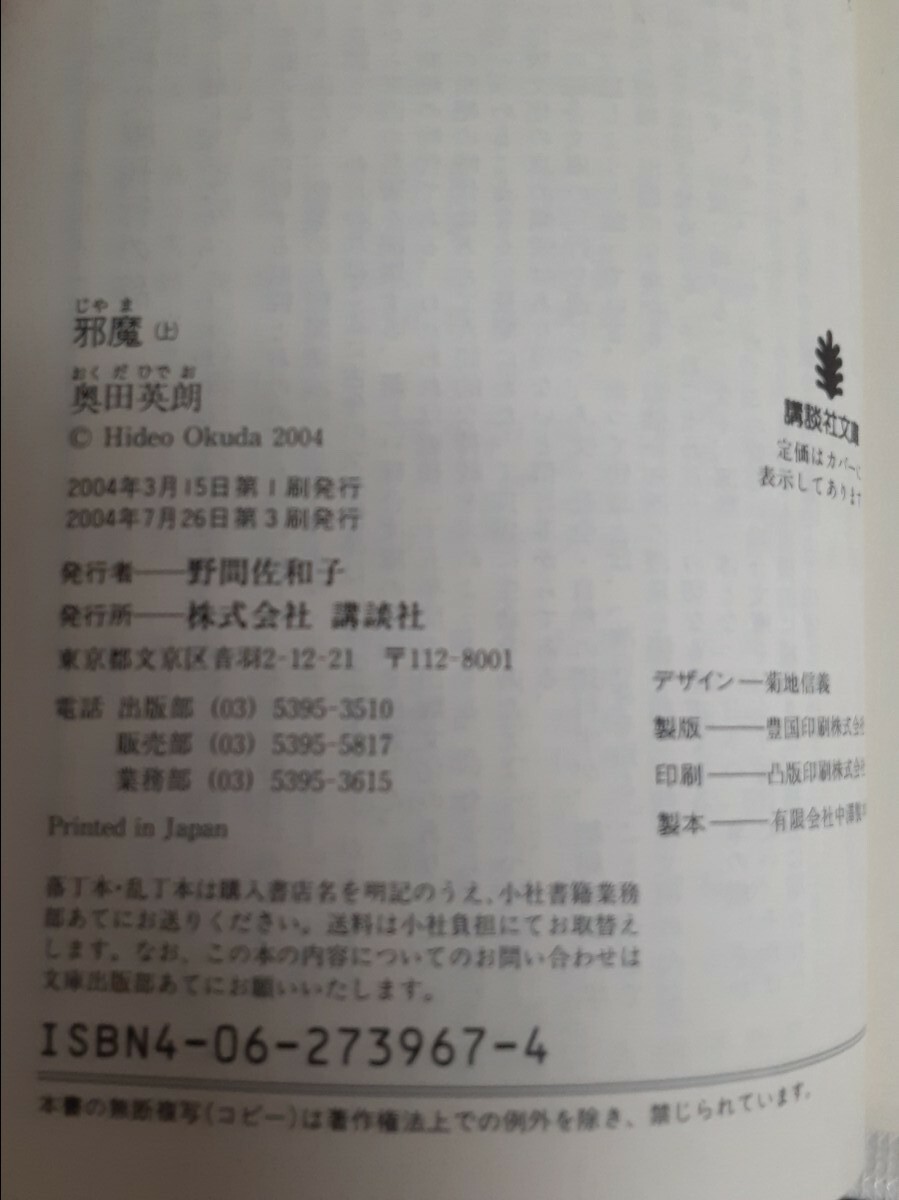 じゃま
邪魔(上)
おくだひでお
奥田英朗
© Hideo Okuda 2004
2004年3月15日第1刷発行
2004年7月26日第3刷発行
発行者——野間佐和子
発行所——株式会社 講談社
東京都文京区音羽2-12-21 〒112-8001
電話 出版部 (03) 5395-3510
販売部 (03) 5395-5817
業務部 (03) 5395-3615
Printed in Japan
講談社文庫
定価はカバーに
表示してありま
デザイン—菊地信義
製版——豊国印刷株式会社
印刷——凸版印刷株式会社
製本——有限会社中澤製
落丁本・乱丁本は購入書店名を明記のうえ、小社書籍業務
部あてにお送りください。送料は小社負担にてお取替え
します。なお、この本の内容についてのお問い合わせは
文庫出版部あてにお願いいたします。
ISBN4-06-273967-4
本書の無断複写(コピー)は著作権法上での例外を除き、禁じられています。